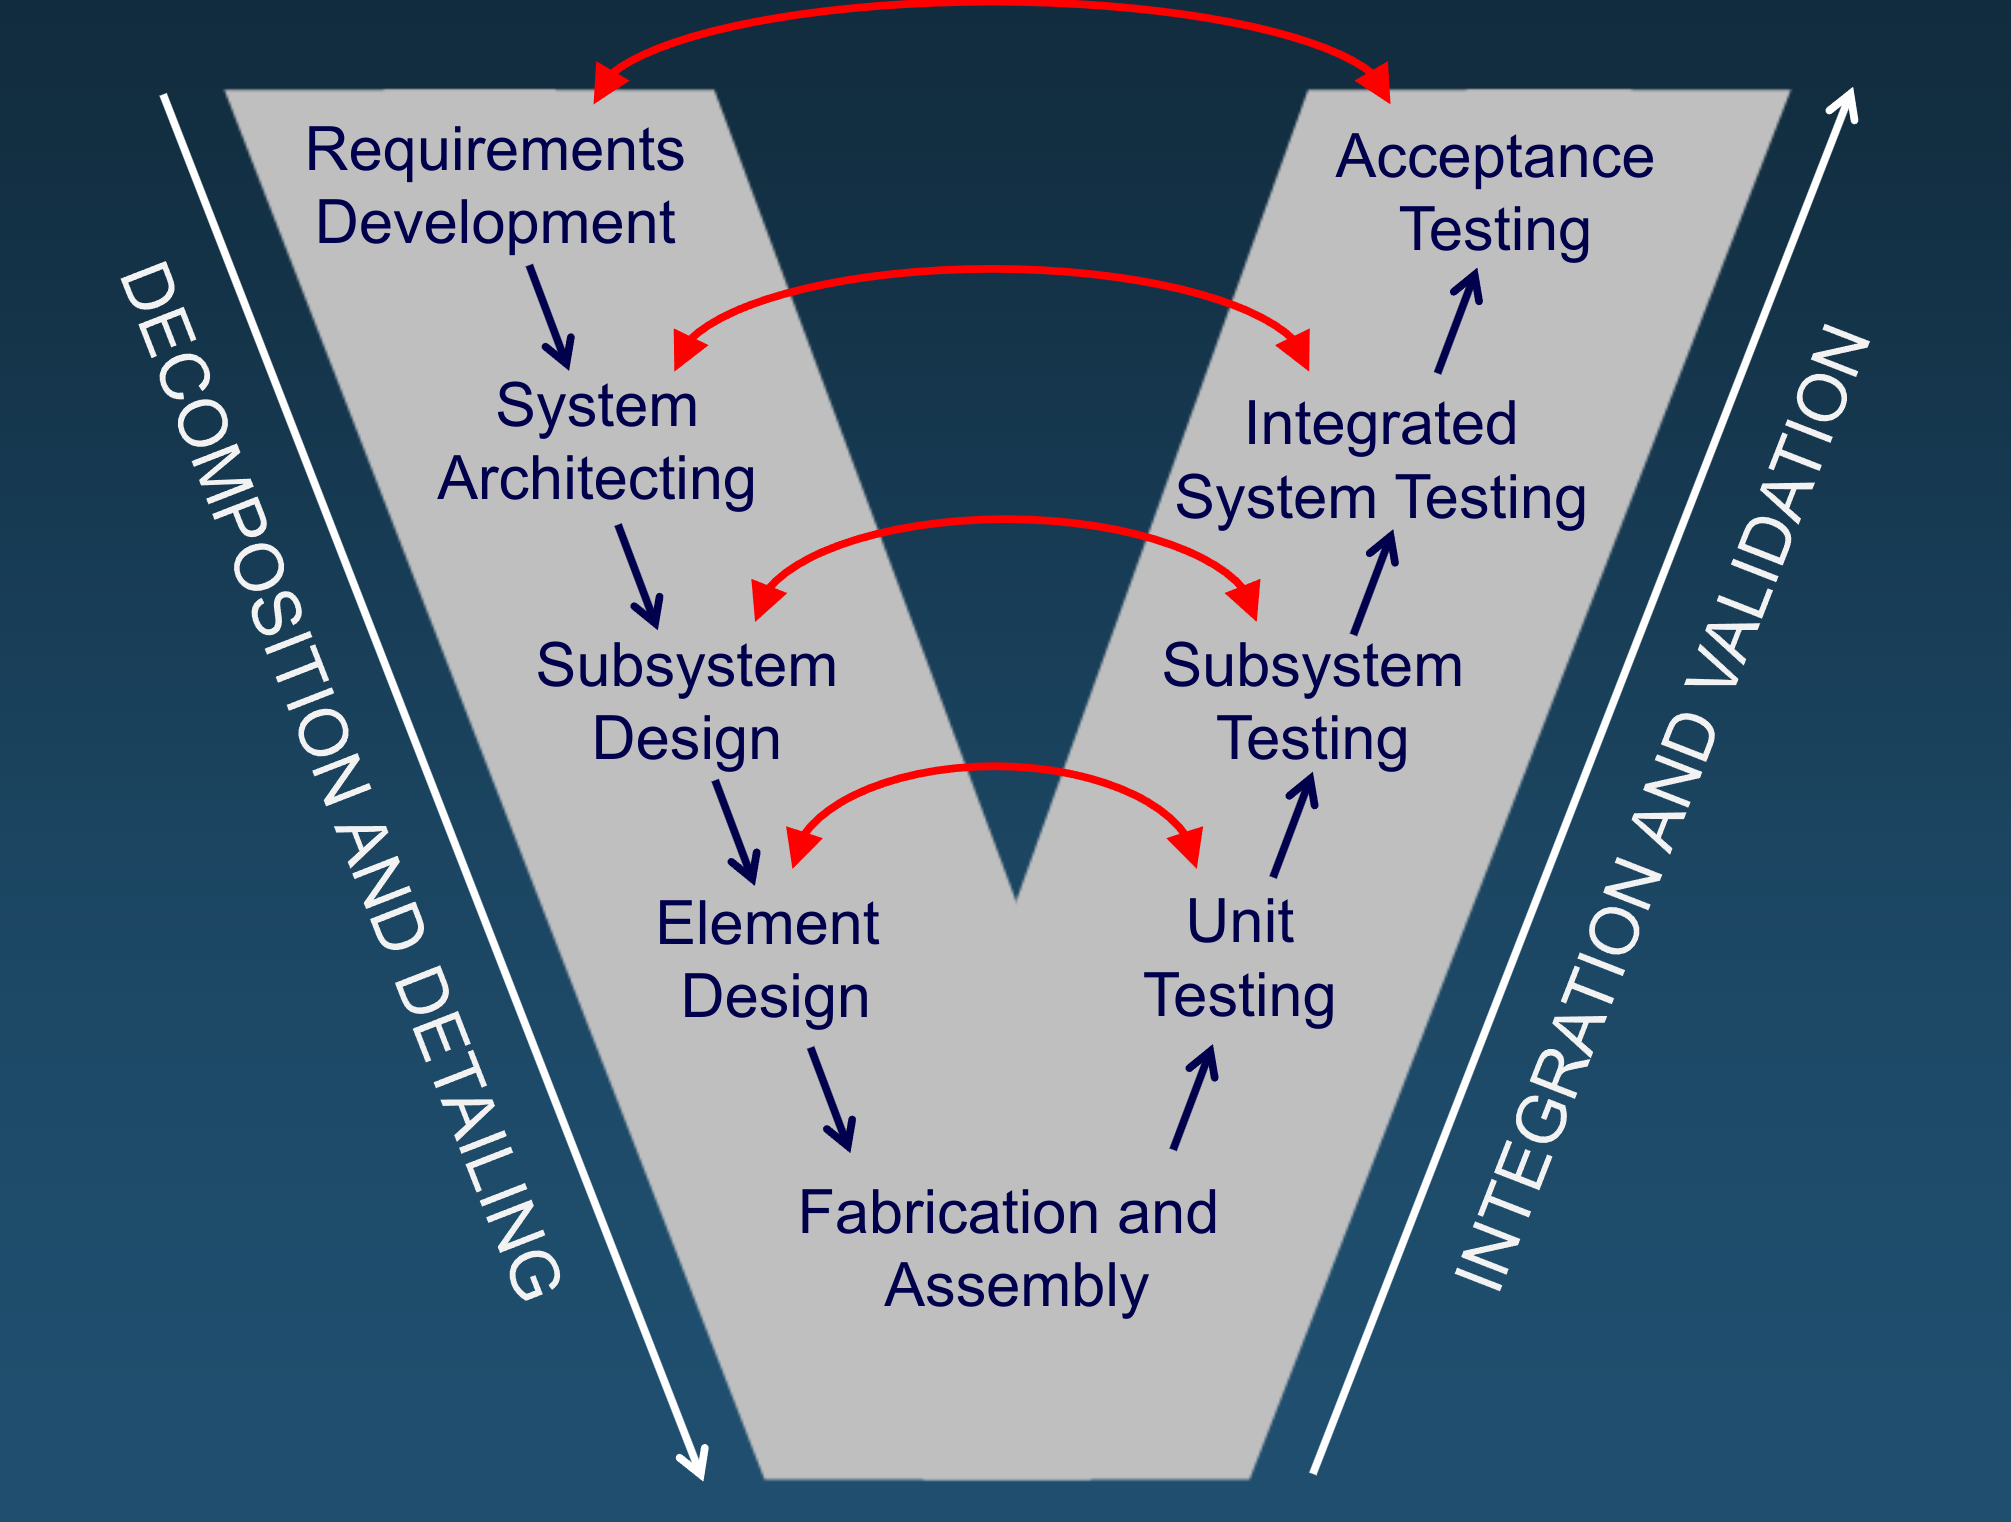 Requirements
Development
System
Architecting
Subsystem
Design
Element
Design
Fabrication and
Assembly
Unit
Testing
Subsystem
Testing
Integrated
System Testing
Acceptance
Testing
DECOMPOSITION AND DETAILING
INTEGRATION AND VALIDATION